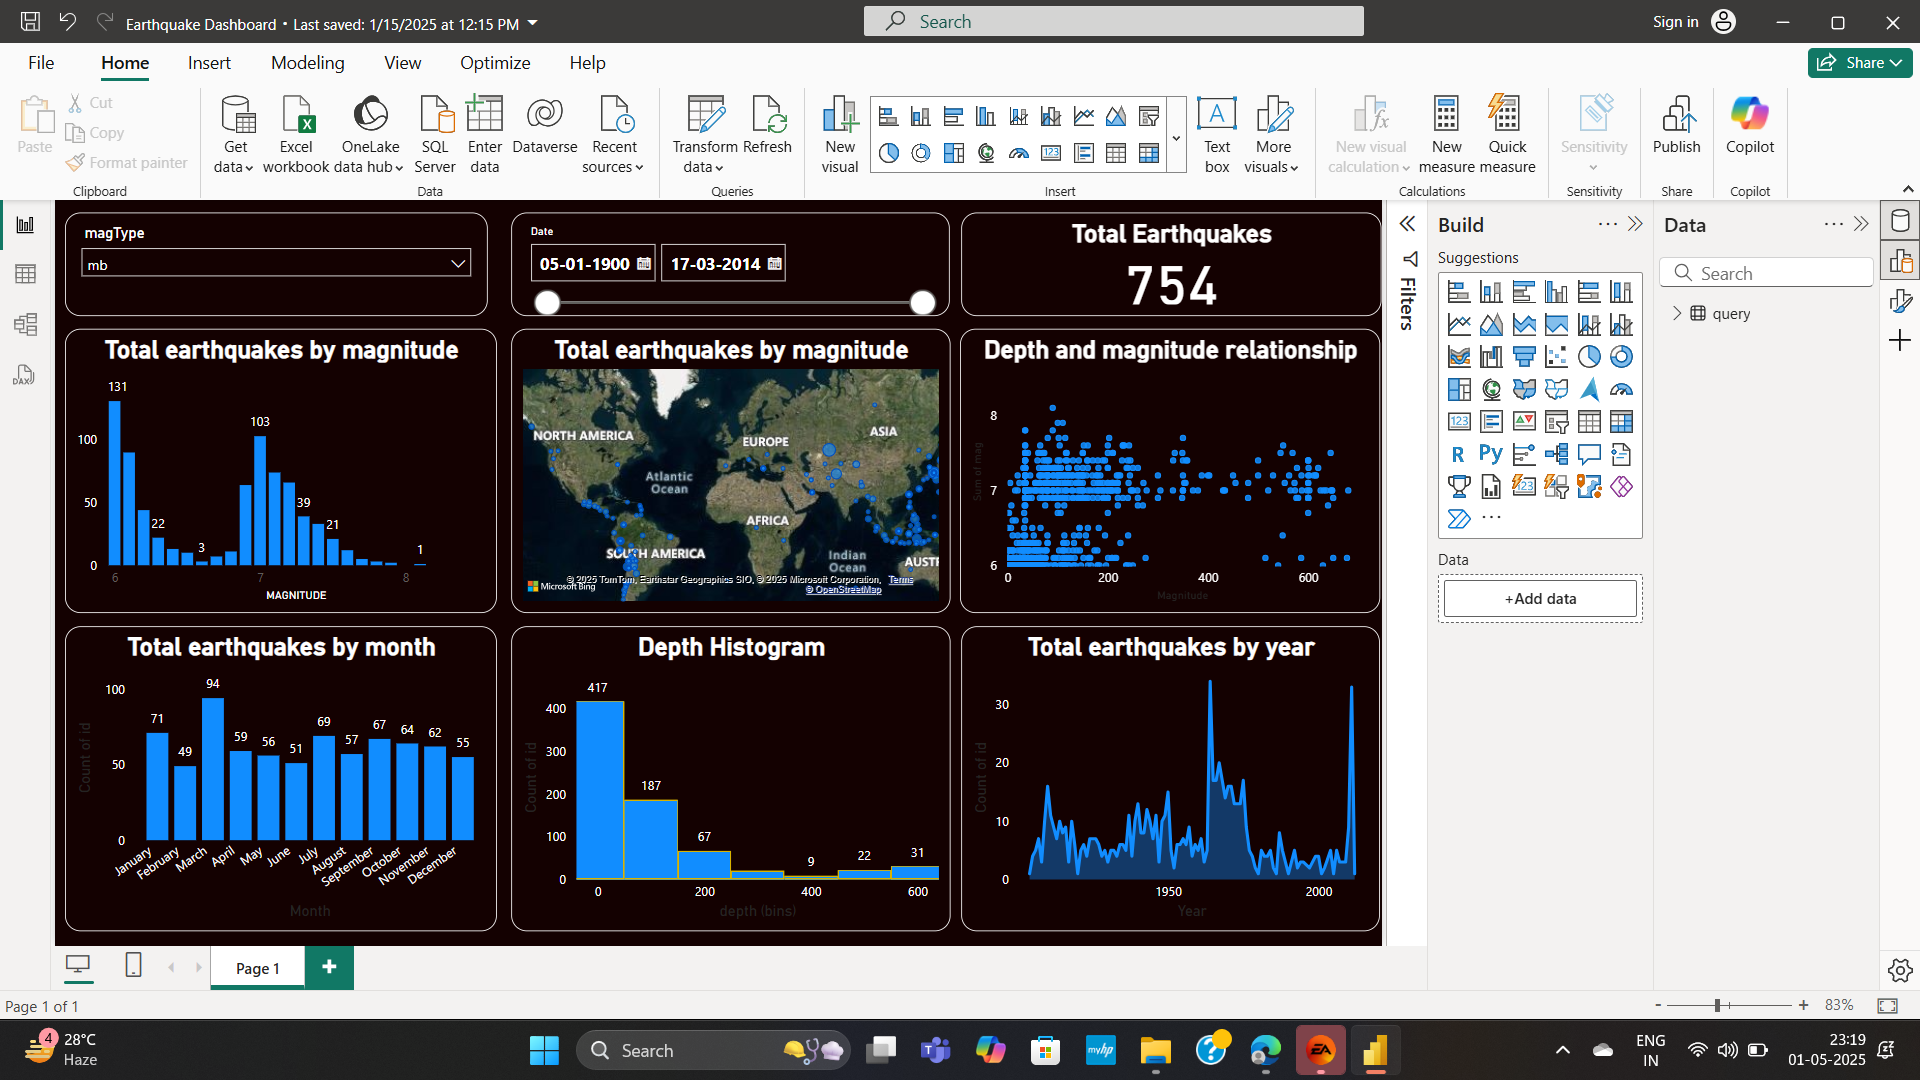 Earthquake Dashboard • Last saved: 1/15/2025 at 12:15 PM
Search
Sign in
File Home Insert Modeling View Optimize Help
Share
Paste
Cut
Copy
Format painter
Clipboard
Get data
Excel workbook
OneLake data hub
SQL Server
Enter data
Dataverse
Recent sources
Data
Transform data
Refresh
Queries
New visual
Text box
More visuals
Insert
New visual calculation
New measure
Quick measure
Calculations
Sensitivity
Sensitivity
Publish
Share
Copilot
Copilot
magType
mb
Date
05-01-1900 17-03-2014
Total Earthquakes
754
Total earthquakes by magnitude
131
103
100
50
39
22
21
3
1
0
6 7 8
MAGNITUDE
Total earthquakes by magnitude
NORTH AMERICA
EUROPE
ASIA
Atlantic
Ocean
AFRICA
SOUTH AMERICA
Indian
Ocean
AUSTR
© 2025 TomTom, Earthstar Geographics SIO, © 2025 Microsoft Corporation, Terms
Microsoft Bing
© OpenStreetMap
Depth and magnitude relationship
Sum of mag
8
7
6
0 200 400 600
Magnitude
Total earthquakes by month
Count of id
100
50
0
71 49 94 59 56 51 69 57 67 64 62 55
January February March April May June July August September October November December
Month
Depth Histogram
Count of id
400
300
200
100
0
417 187 67 9 22 31
0 200 400 600
depth (bins)
Total earthquakes by year
Count of id
30
20
10
0
1950 2000
Year
Filters
Build
Suggestions
123
R Py
123
Data
+Add data
Data
Search
query
DAX
Page 1
Page 1 of 1
- + 83%
4
28°C
Haze
Search
myhp
EA
ENG
IN
23:19
01-05-2025